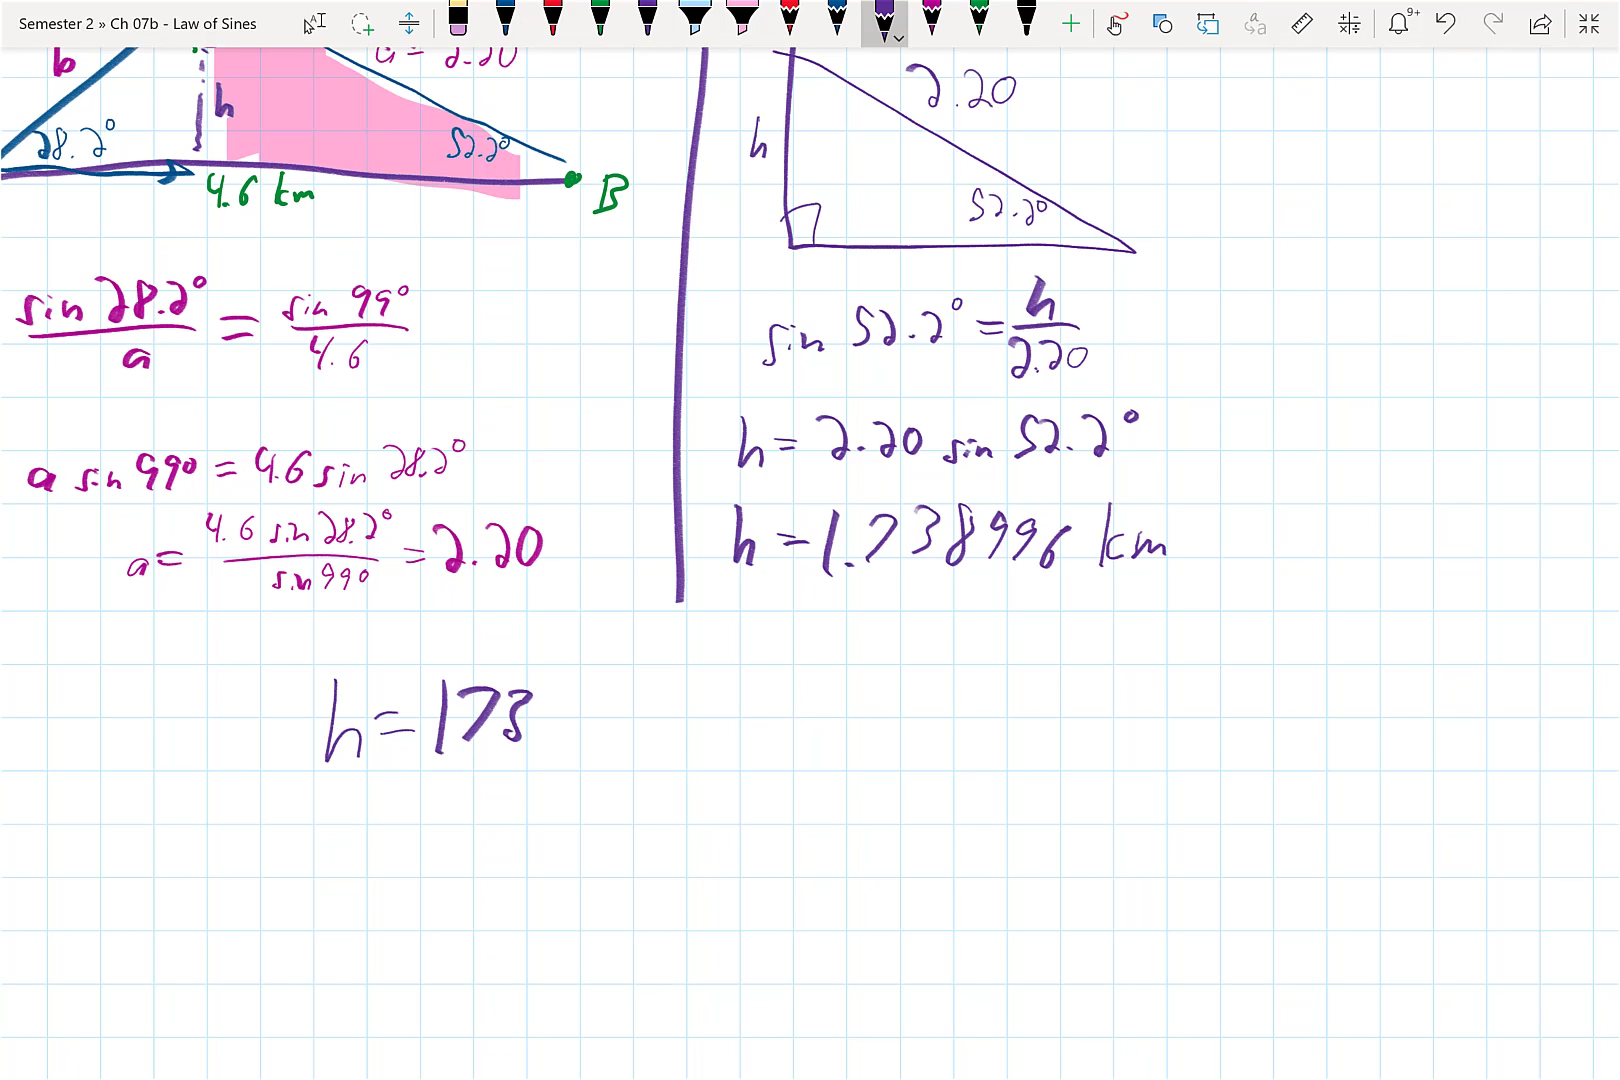 Semester 2 » Ch 07b - Law of Sines
9+
b
h
28.2°
52.2°
4.6 km
B
sin 28.2° / a = sin 99° / 4.6
a sin 99° = 4.6 sin 28.2°
a = 4.6 sin 28.2° / sin 99° = 2.20
2.20
h
52.2°
sin 52.2° = h / 2.20
h = 2.20 sin 52.2°
h = 1.738996 km
h = 173